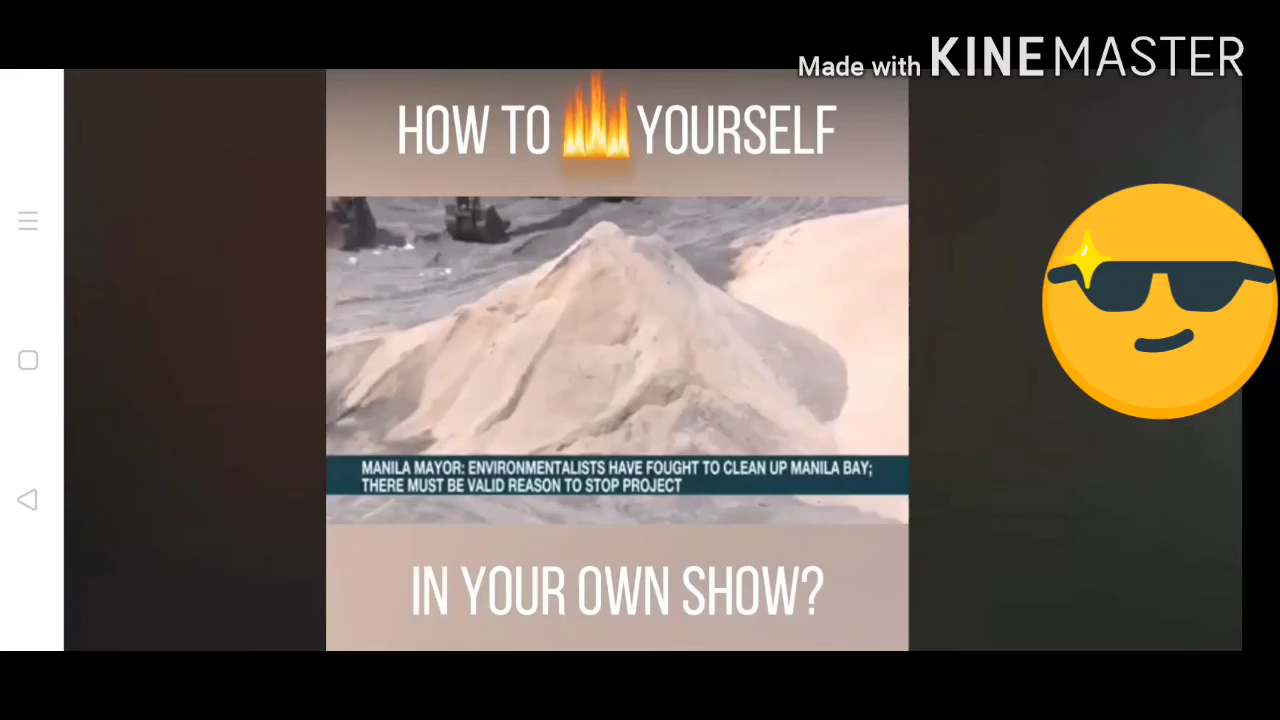 Made with KINEMASTER
HOW TO 🔥 YOURSELF
MANILA MAYOR: ENVIRONMENTALISTS HAVE FOUGHT TO CLEAN UP MANILA BAY;
THERE MUST BE VALID REASON TO STOP PROJECT
IN YOUR OWN SHOW?